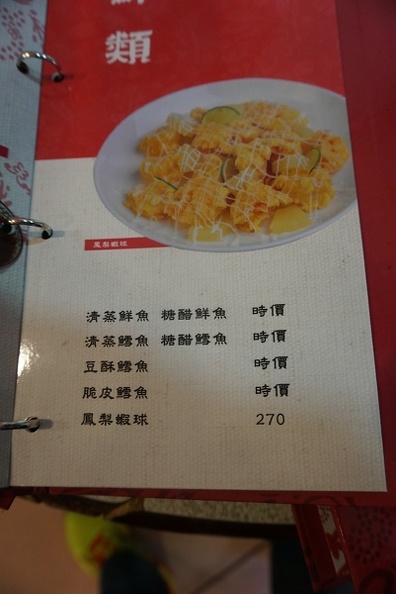 類
鳳梨蝦球
清蒸鮮魚 糖醋鮮魚 時價
清蒸鱈魚 糖醋鱈魚 時價
豆酥鱈魚 時價
脆皮鱈魚 時價
鳳梨蝦球 270